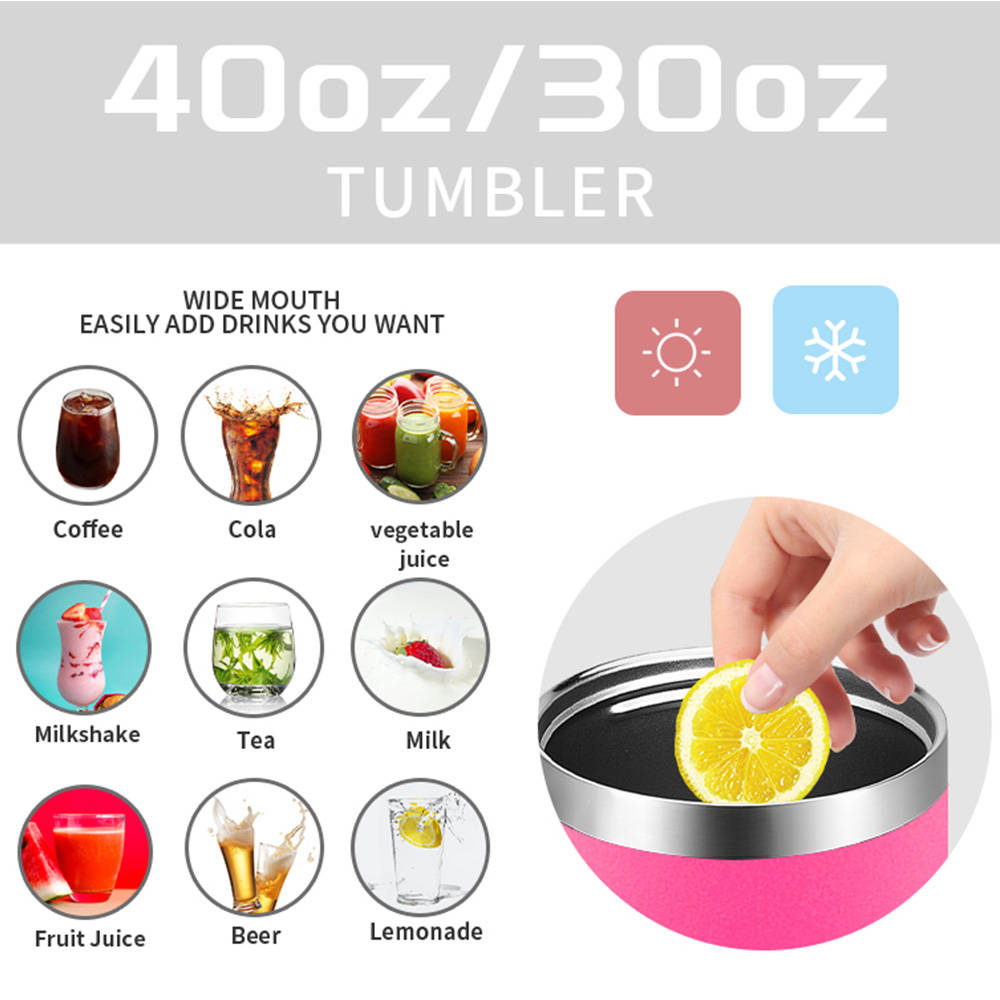 40oz/30oz
TUMBLER
WIDE MOUTH
EASILY ADD DRINKS YOU WANT
Coffee
Cola
vegetable
juice
Milkshake
Tea
Milk
Fruit Juice
Beer
Lemonade